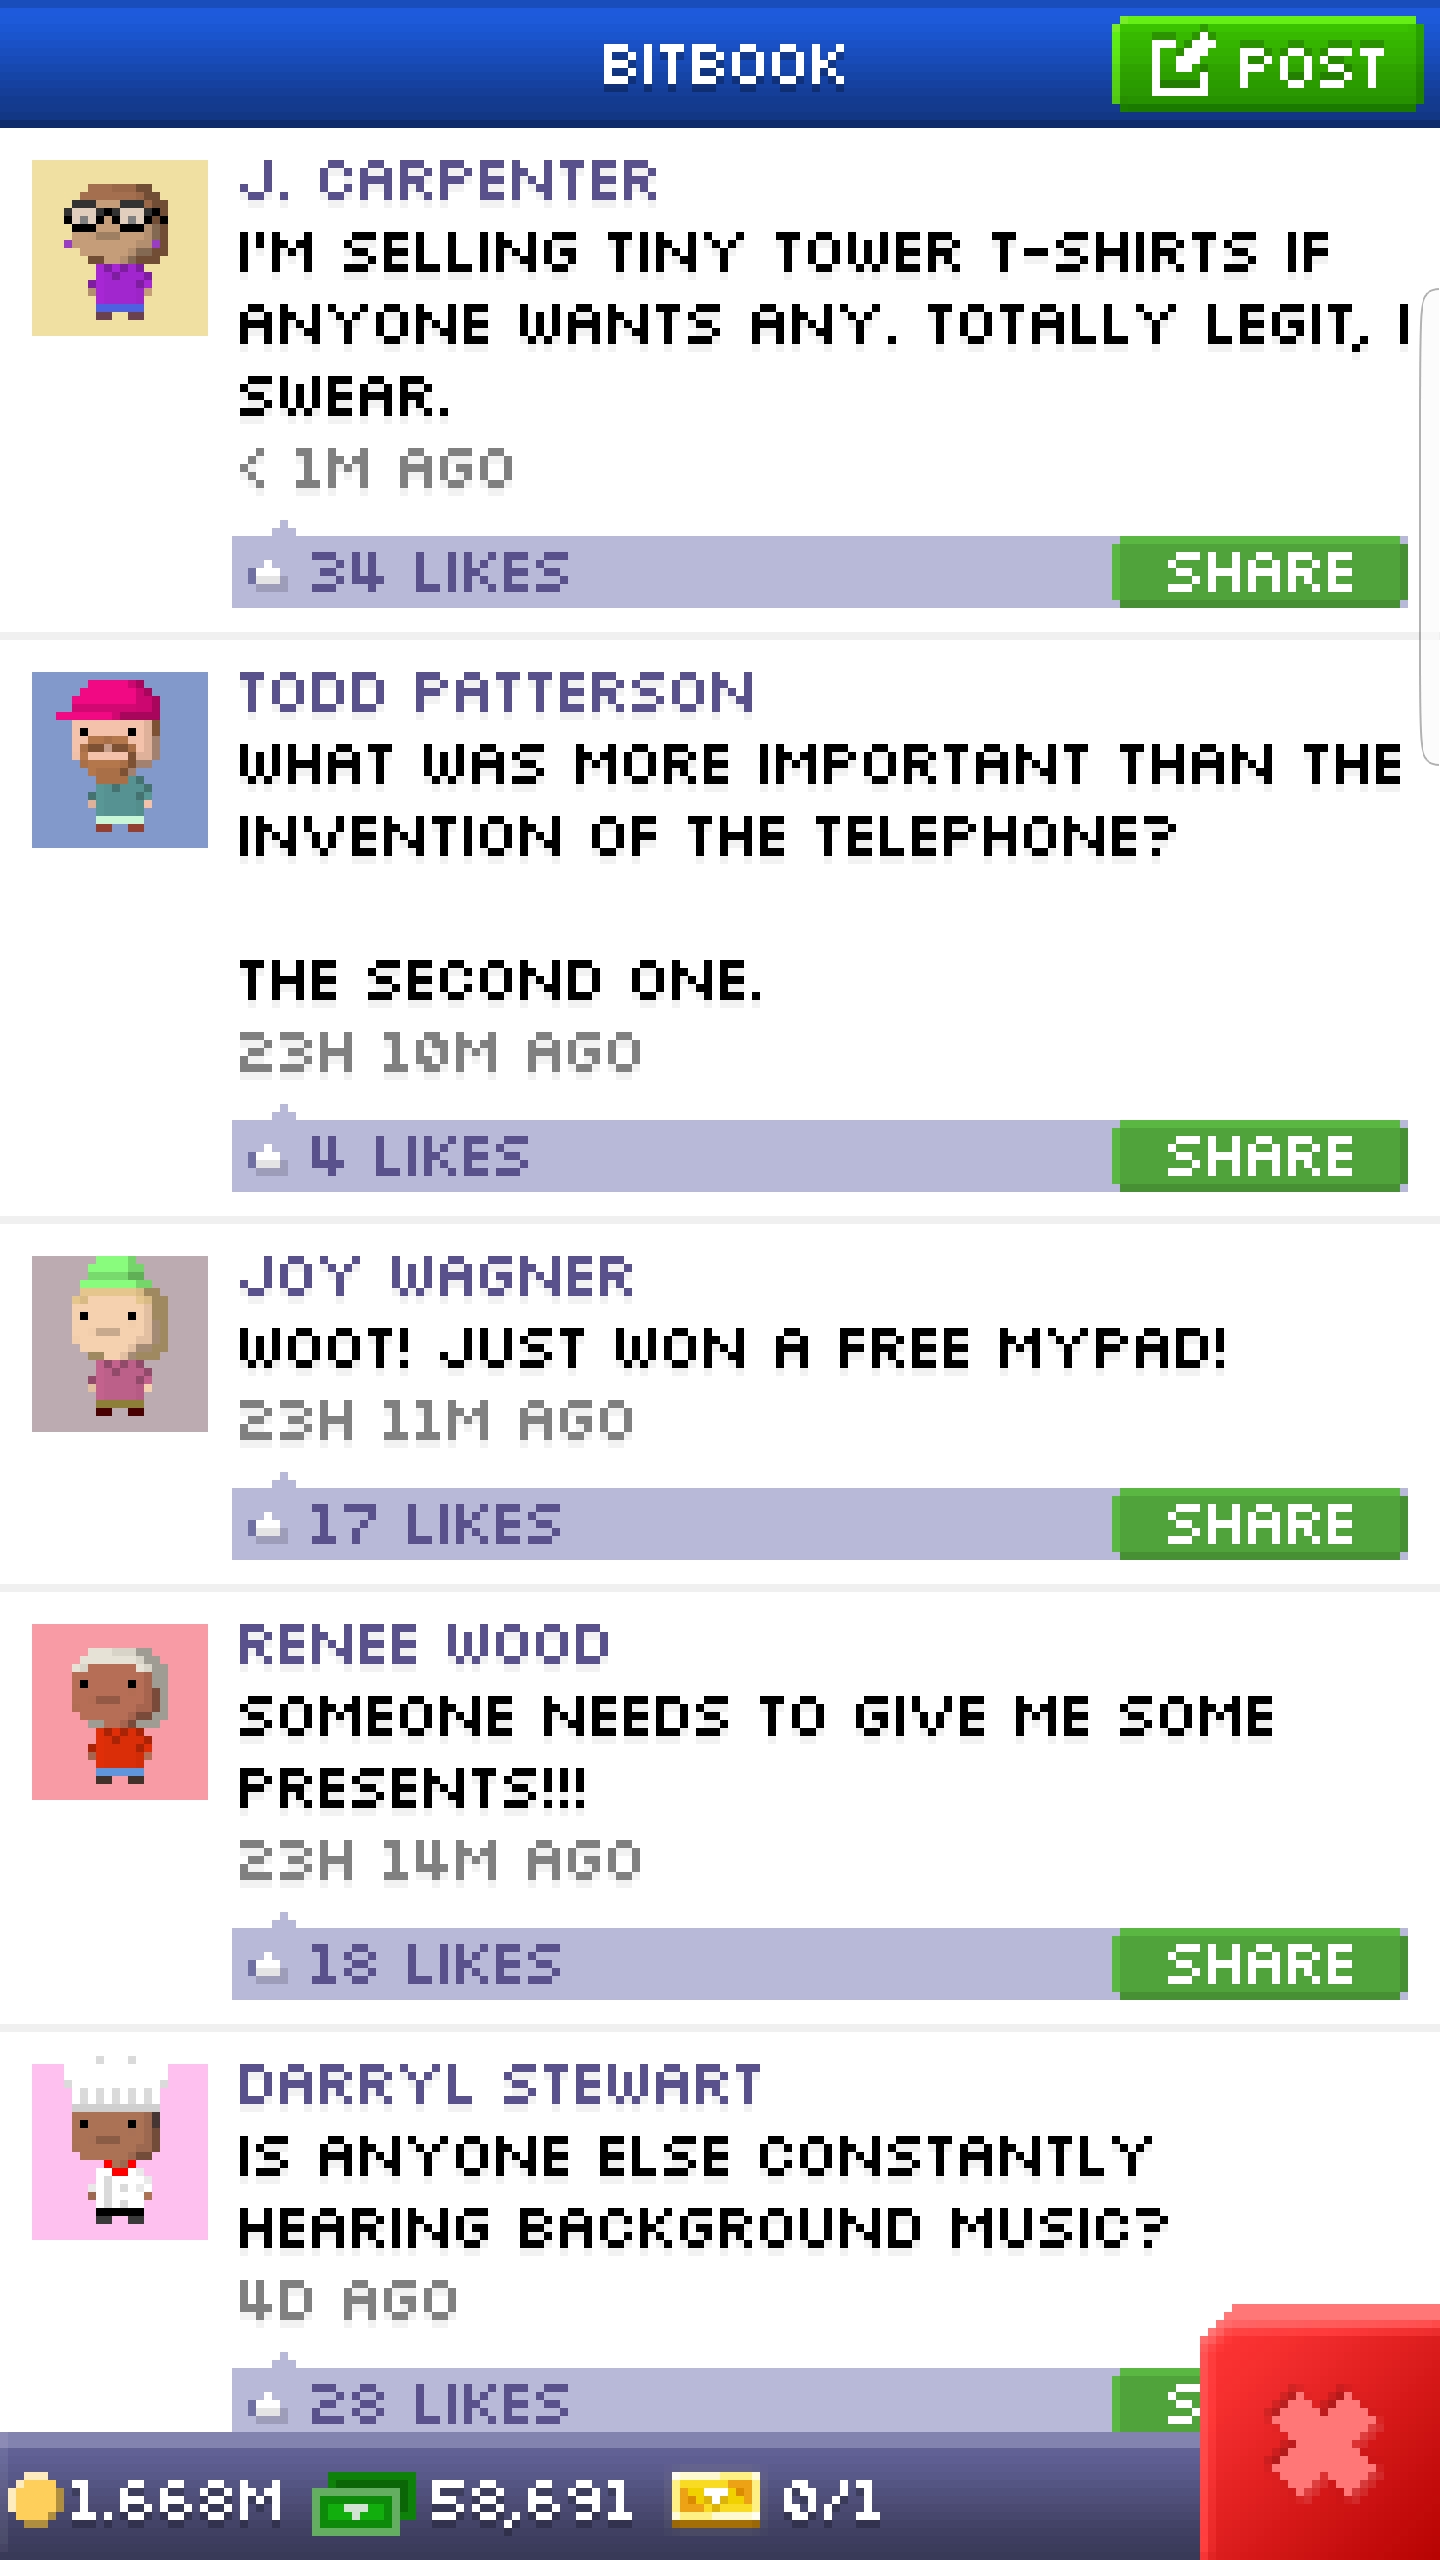 BITBOOK
POST
J. CARPENTER
I'M SELLING TINY TOWER T-SHIRTS IF
ANYONE WANTS ANY. TOTALLY LEGIT, I
SWEAR.
< 1M AGO
34 LIKES
SHARE
TODD PATTERSON
WHAT WAS MORE IMPORTANT THAN THE
INVENTION OF THE TELEPHONE?
THE SECOND ONE.
23H 10M AGO
4 LIKES
SHARE
JOY WAGNER
WOOT! JUST WON A FREE MYPAD!
23H 11M AGO
17 LIKES
SHARE
RENEE WOOD
SOMEONE NEEDS TO GIVE ME SOME
PRESENTS!!!
23H 14M AGO
18 LIKES
SHARE
DARRYL STEWART
IS ANYONE ELSE CONSTANTLY
HEARING BACKGROUND MUSIC?
4D AGO
28 LIKES
S
1.668M 58,691 0/1